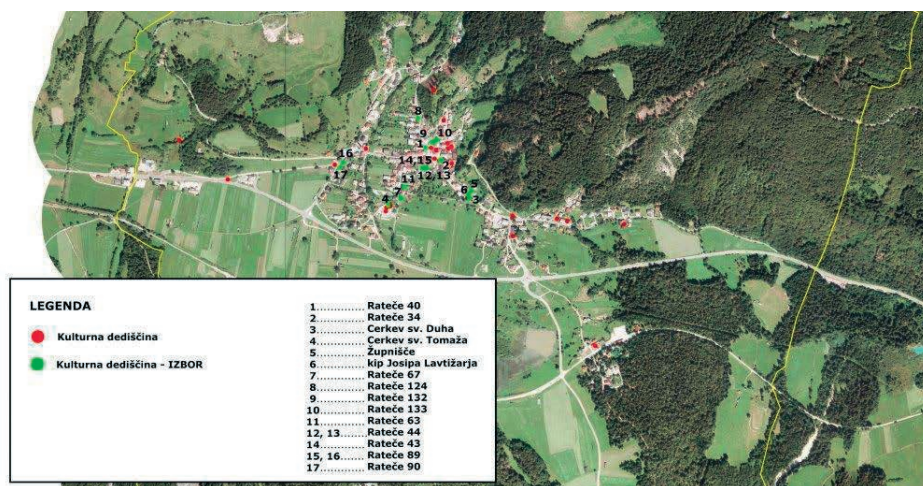 8
9
10
1
16
14 15
2
17
12 13
11
7
6
5
4
3
LEGENDA
Kulturna dediščina
Kulturna dediščina - IZBOR
1.............. Rateče 40
2.............. Rateče 34
3.............. Cerkev sv. Duha
4.............. Cerkev sv. Tomaža
5.............. Župnišče
6.............. kip Josipa Lavtižarja
7.............. Rateče 67
8.............. Rateče 124
9.............. Rateče 132
10............ Rateče 133
11............ Rateče 63
12, 13....... Rateče 44
14............ Rateče 43
15, 16....... Rateče 89
17............ Rateče 90